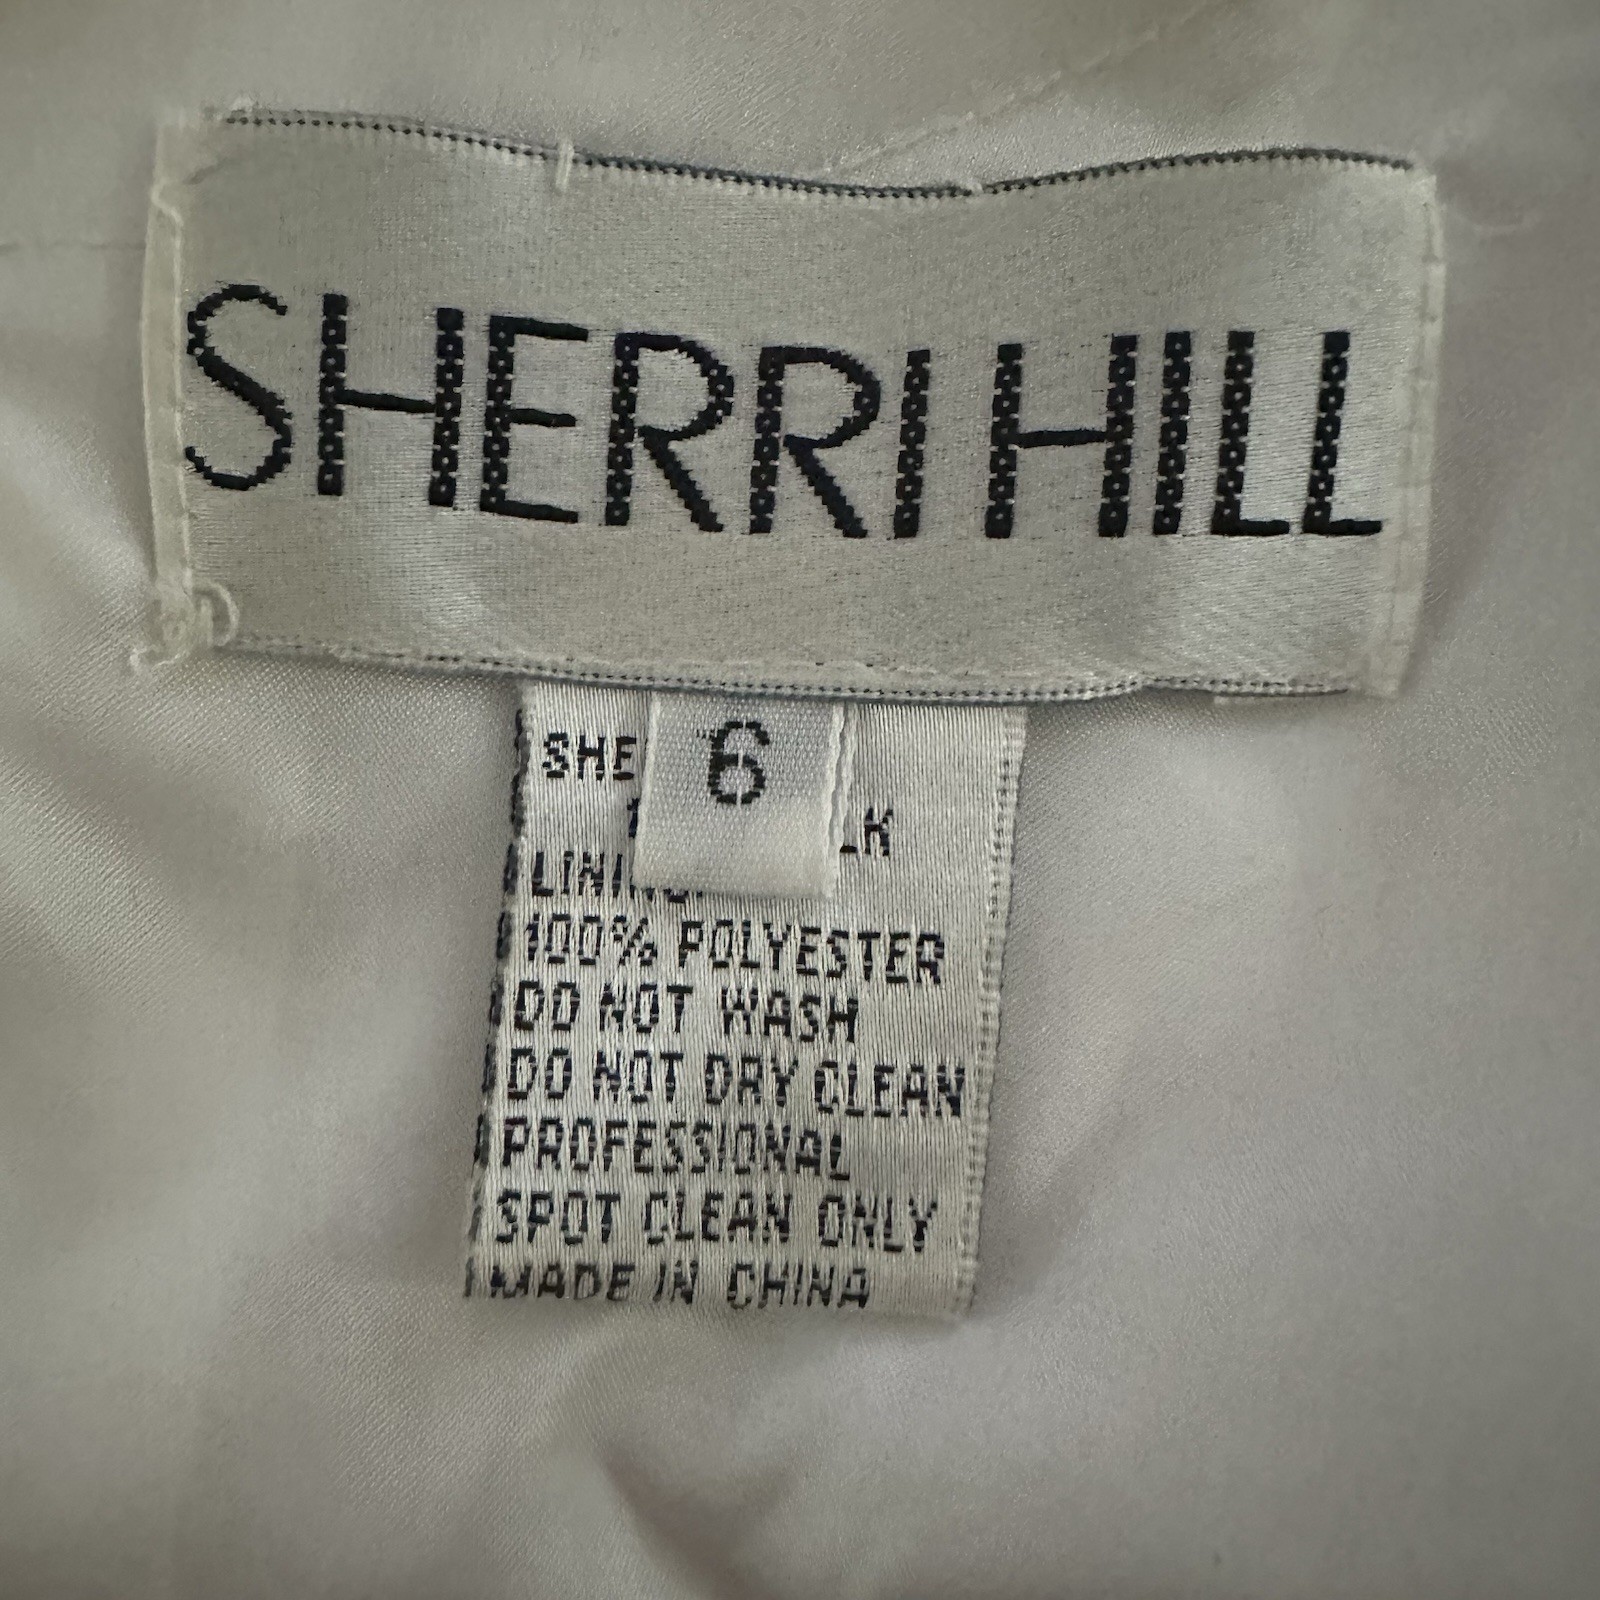 SHERRI HILL
6
100% POLYESTER
DO NOT WASH
DO NOT DRY CLEAN
PROFESSIONAL
SPOT CLEAN ONLY
MADE IN CHINA